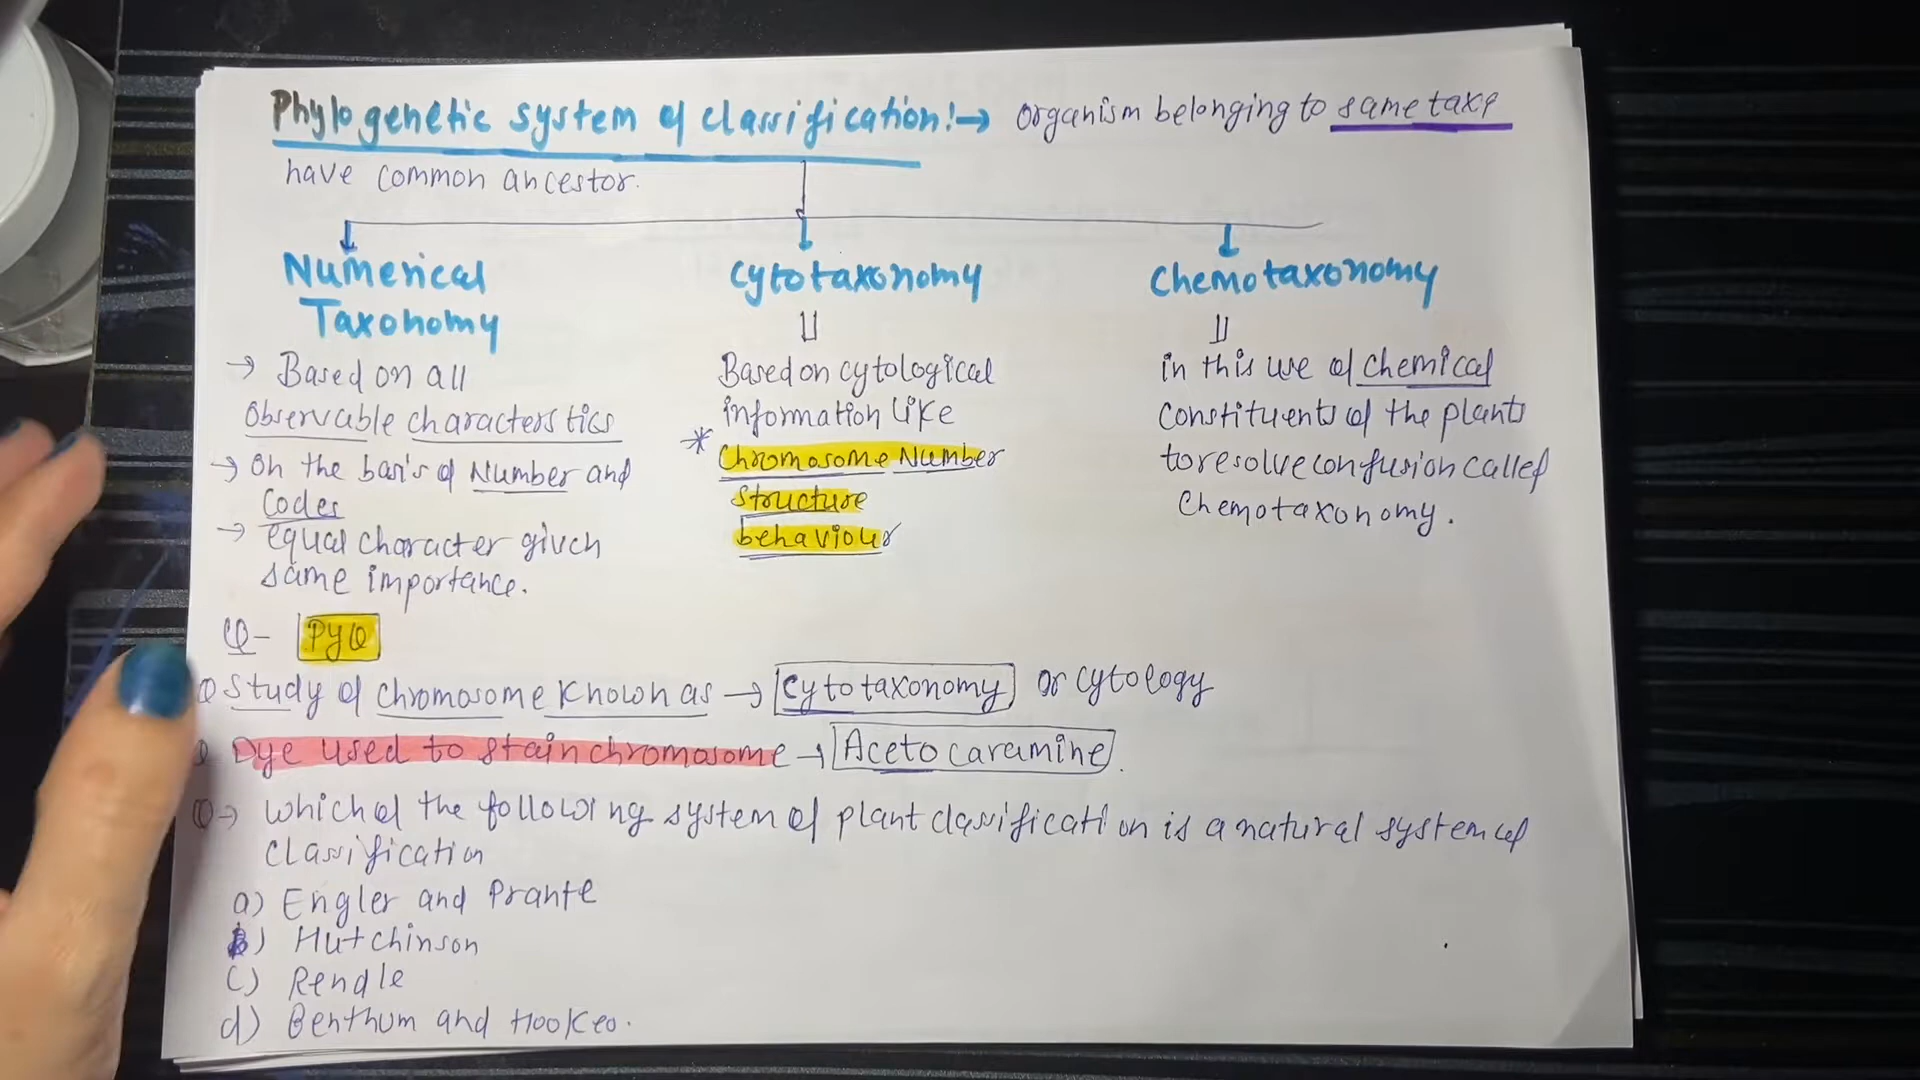 Phylogenetic system of classification:→ organism belonging to same taxa
have common ancestor.
Numerical
Taxonomy
Cytotaxonomy
Chemotaxonomy
→ Based on all
observable characterstics
→ on the basis of Number and
Codes
→ equal character given
same importance.
Based on cytological
information like
* Chromosome Number
Structure
behaviour
in this use of chemical
constituents of the plants
to resolve confusion called
Chemotaxonomy.
Q- PYQ
Q Study of chromosome known as → Cytotaxonomy or cytology
Dye used to stain chromasome → Aceto caramine.
Q→ which of the following system of plant classification is a natural system of
classification
a) Engler and Prante
b) Hutchinson
c) Rendle
d) Benthum and Hookeo.